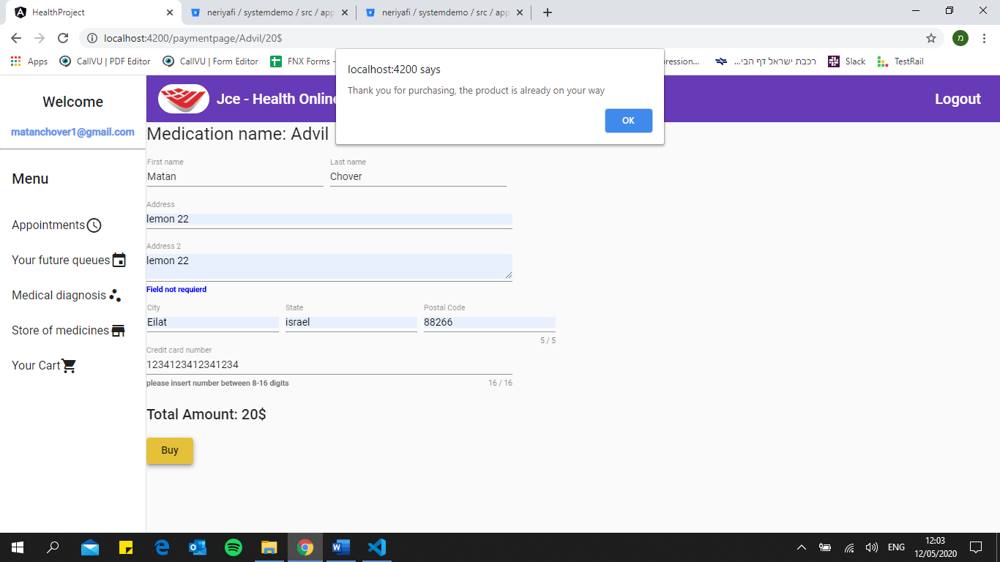 HealthProject
neriyafi / systemdemo / src / app
neriyafi / systemdemo / src / app
localhost:4200/paymentpage/Advil/20$
מ
Apps
CallVU | PDF Editor
CallVU | Form Editor
FNX Forms -
pression...
רכבת ישראל דף הבי...
Slack
TestRail
localhost:4200 says
Thank you for purchasing, the product is already on your way
OK
Welcome
matanchover1@gmail.com
Menu
Appointments
Your future queues
Medical diagnosis
Store of medicines
Your Cart
Jce - Health Online
Logout
Medication name: Advil
First name
Last name
Matan
Chover
Address
lemon 22
Address 2
lemon 22
Field not requierd
City
State
Postal Code
Eilat
israel
88266
5 / 5
Credit card number
1234123412341234
please insert number between 8-16 digits
16 / 16
Total Amount: 20$
Buy
ENG
12:03
12/05/2020